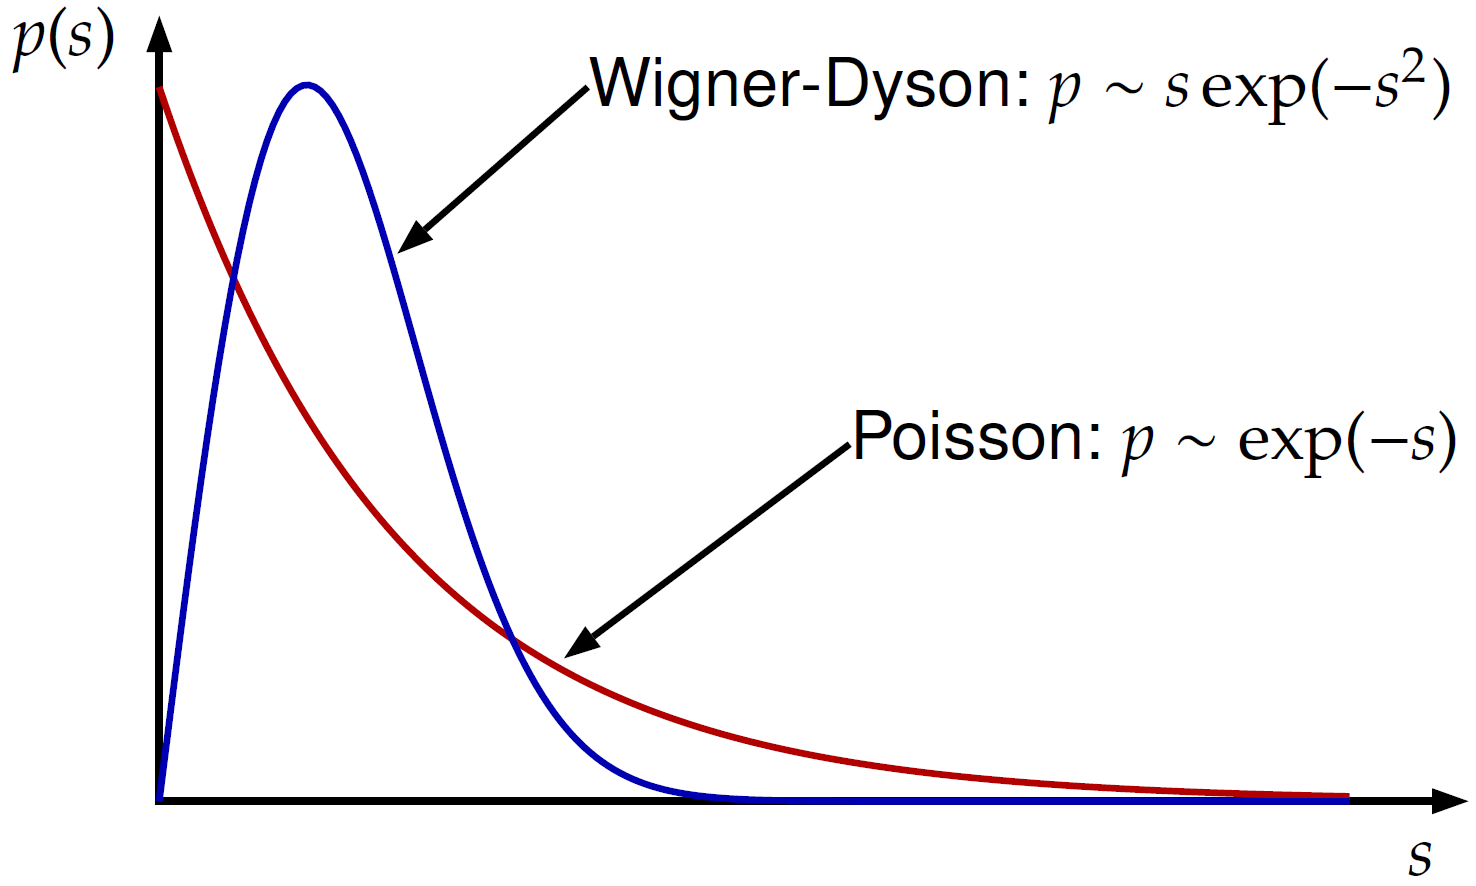 p(s)
Wigner-Dyson: p ~ s exp(−s²)
Poisson: p ~ exp(−s)
s